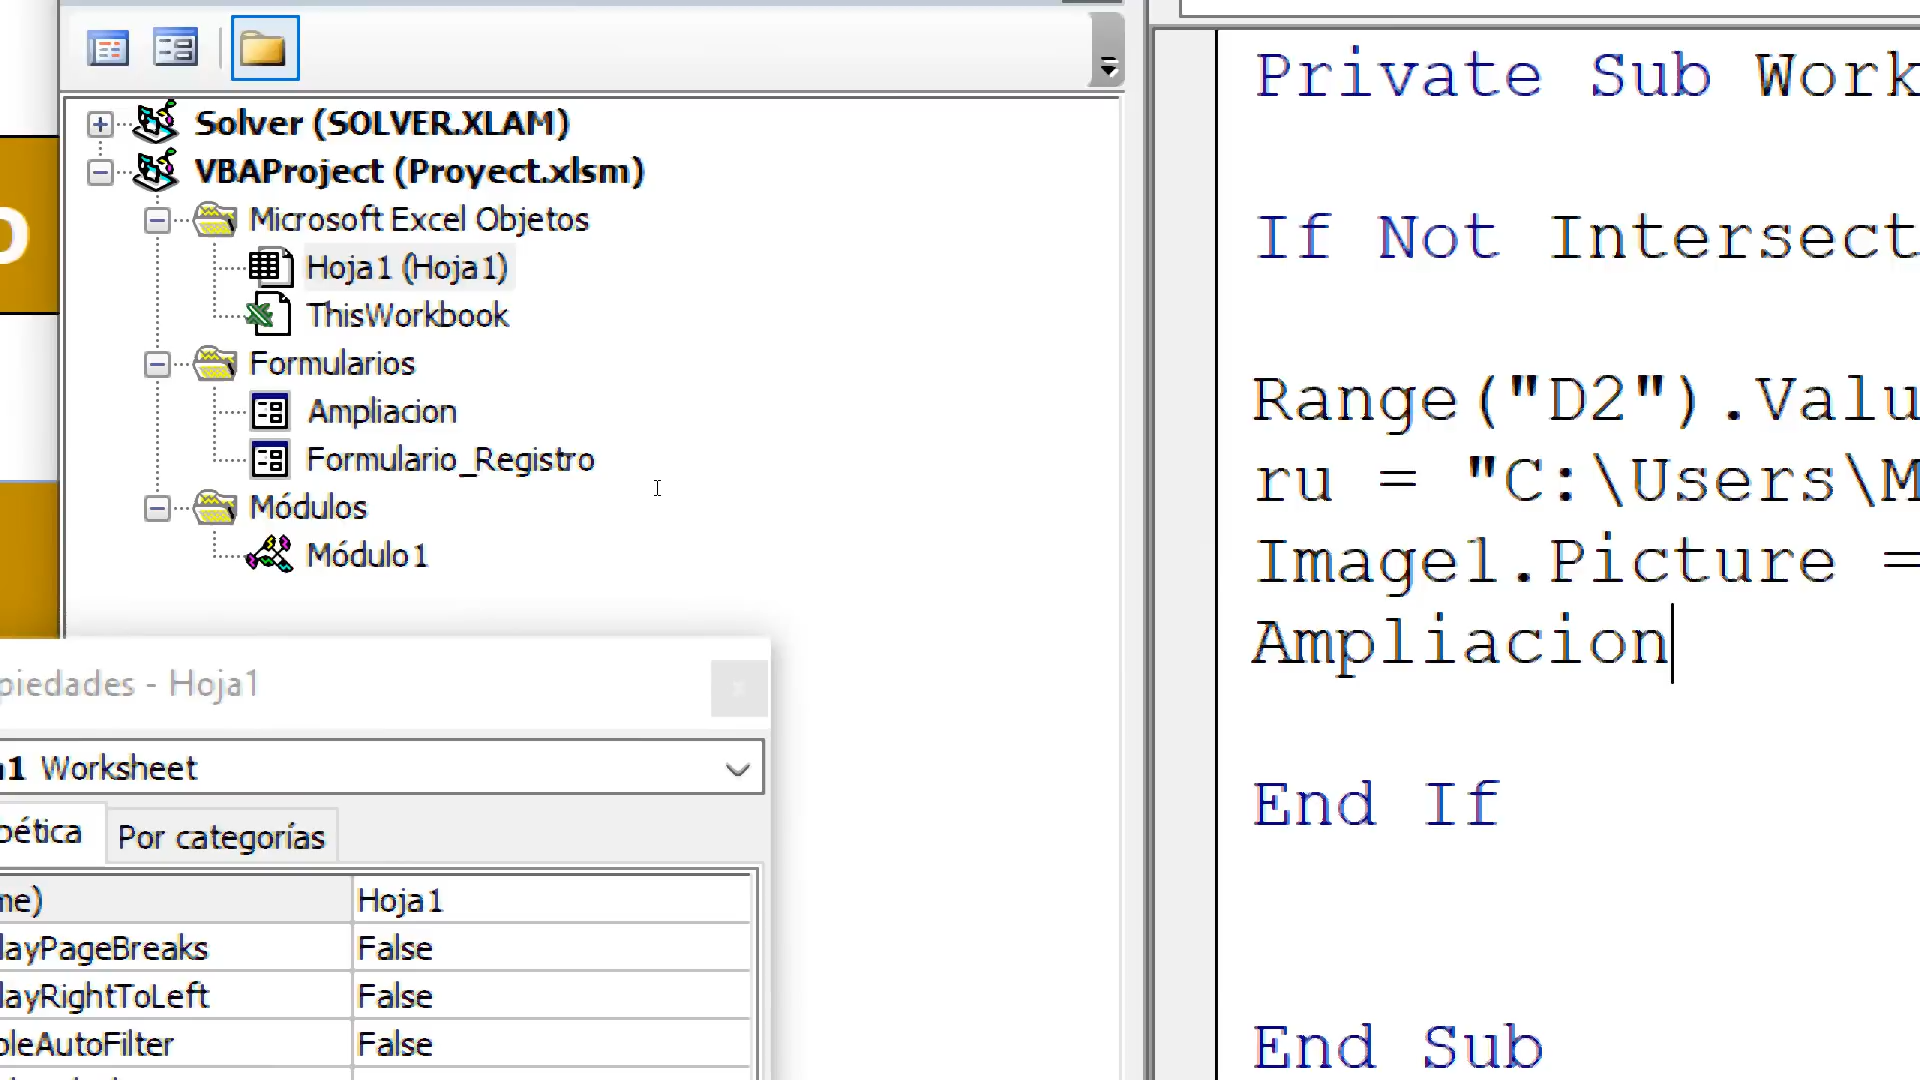 Solver (SOLVER.XLAM)
VBAProject (Proyect.xlsm)
Microsoft Excel Objetos
Hoja1 (Hoja1)
ThisWorkbook
Formularios
Ampliacion
Formulario_Registro
Módulos
Módulo1
piedades - Hoja1
1 Worksheet
bética
Por categorías
me) Hoja1
layPageBreaks False
layRightToLeft False
bleAutoFilter False
Private Sub Work
If Not Intersect
Range("D2").Valu
ru = "C:\Users\M
Image1.Picture =
Ampliacion
End If
End Sub